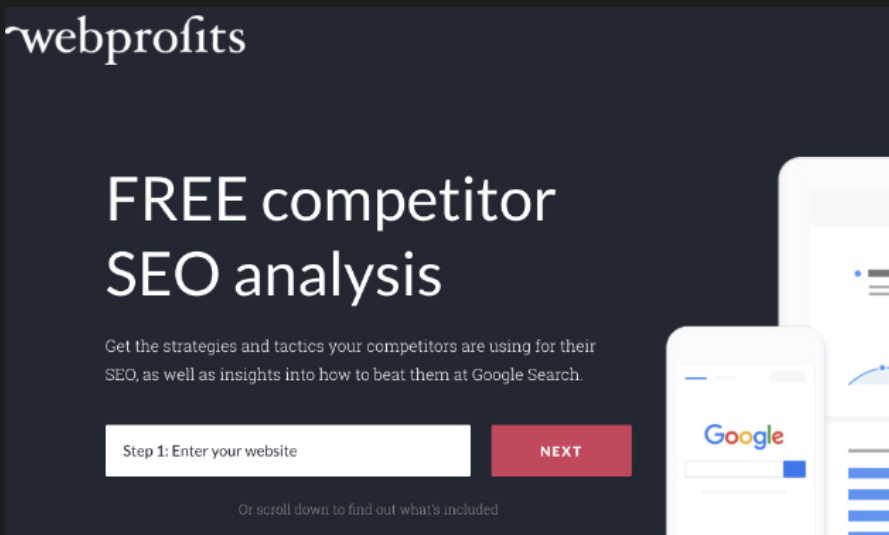 webprofits
FREE competitor
SEO analysis
Get the strategies and tactics your competitors are using for their
SEO, as well as insights into how to beat them at Google Search.
Step 1: Enter your website
NEXT
Google
Or scroll down to find out what's included